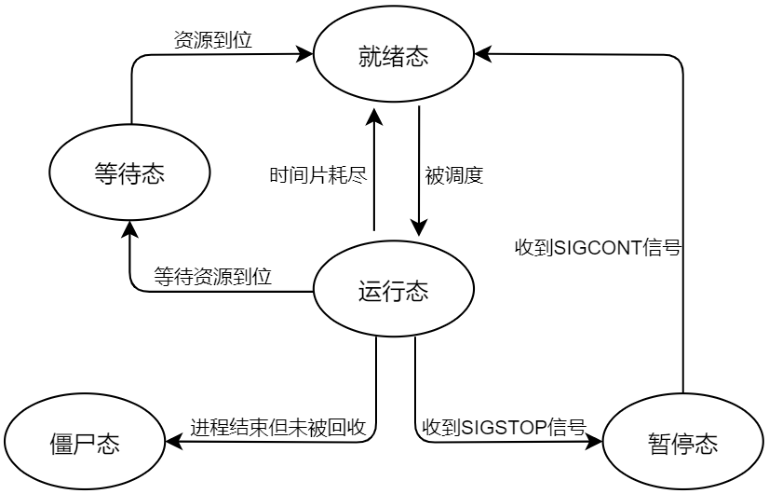 资源到位
就绪态
等待态
时间片耗尽
被调度
收到SIGCONT信号
等待资源到位
运行态
进程结束但未被回收
收到SIGSTOP信号
僵尸态
暂停态